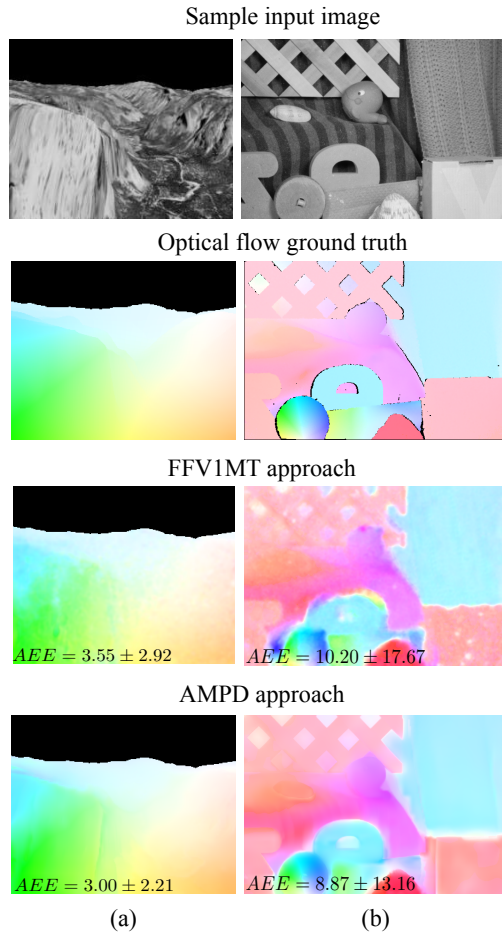 Sample input image
Optical flow ground truth
FFV1MT approach
AEE = 3.55 ± 2.92
AEE = 10.20 ± 17.67
AMPD approach
AEE = 3.00 ± 2.21
AEE = 8.87 ± 13.16
(a)
(b)